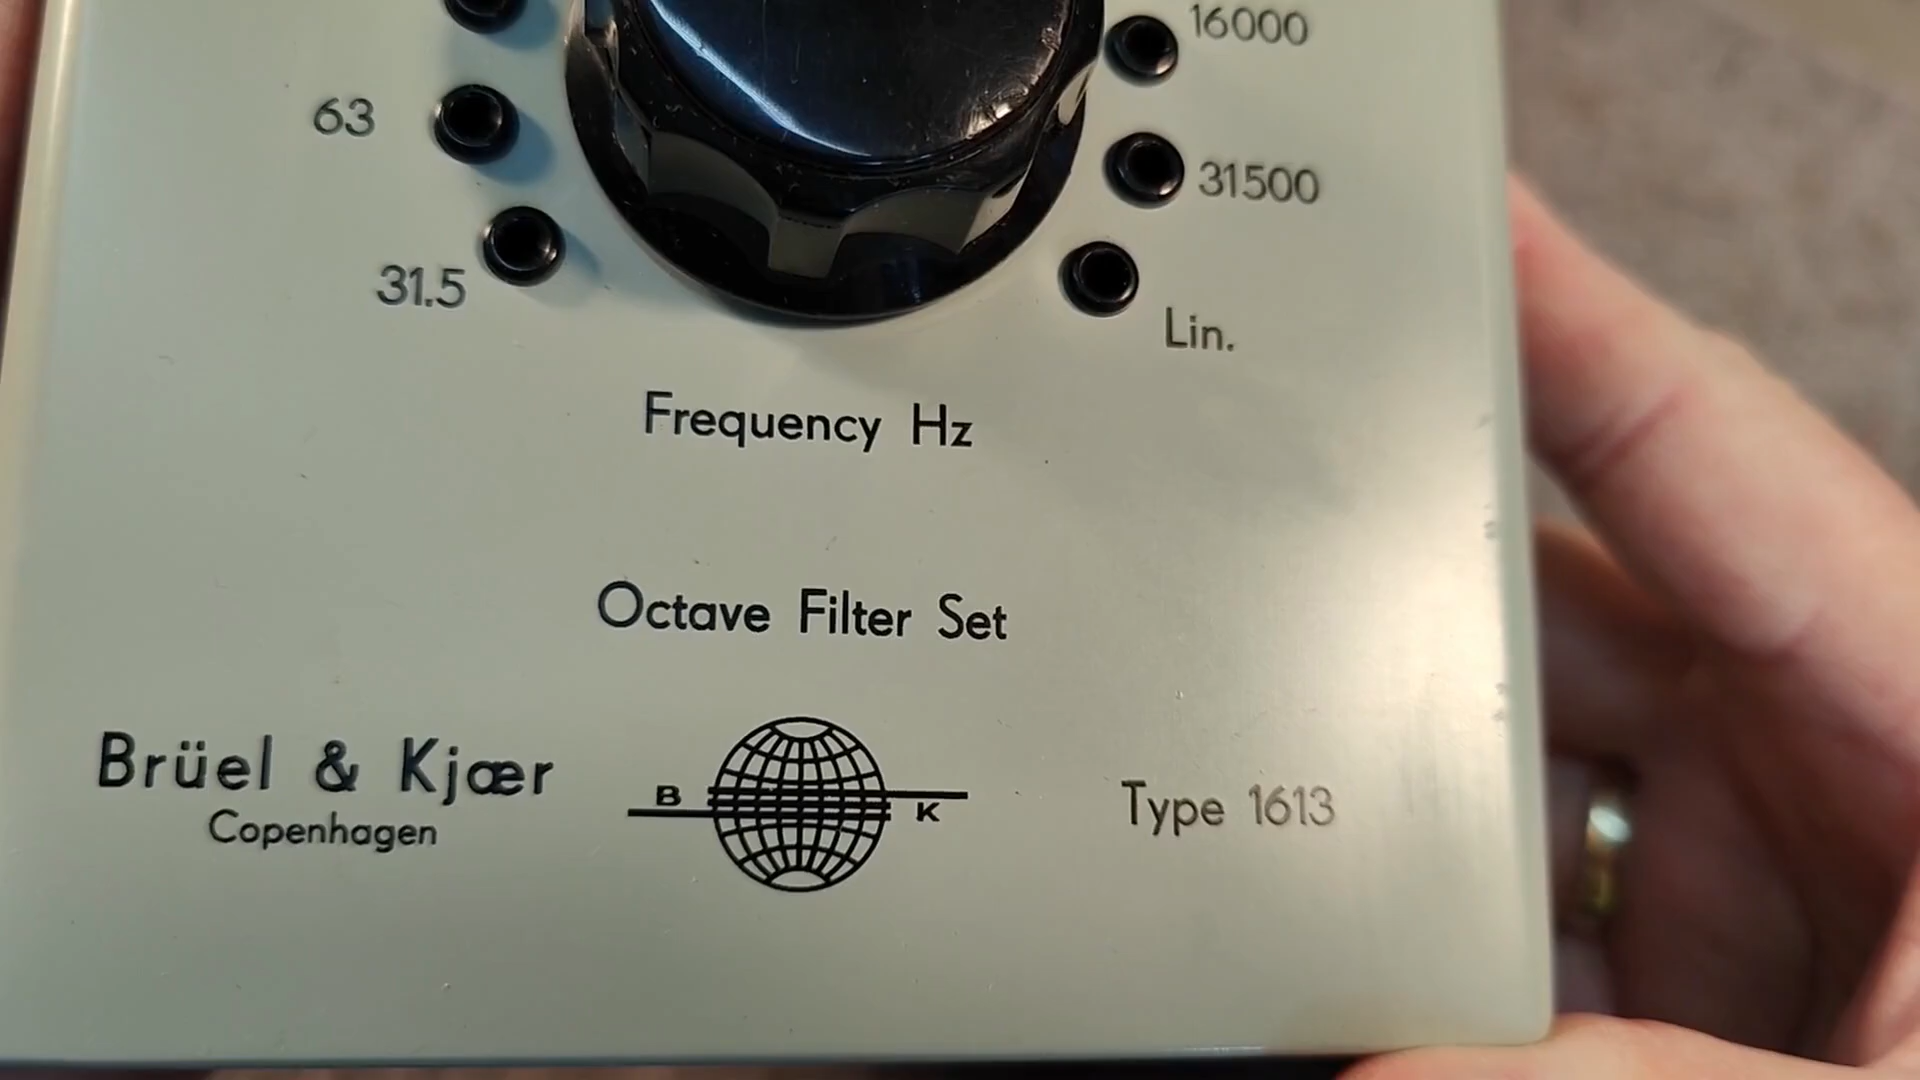 16000
63
31500
31.5
Lin.
Frequency Hz
Octave Filter Set
Brüel & Kjær
Copenhagen
B
K
Type 1613